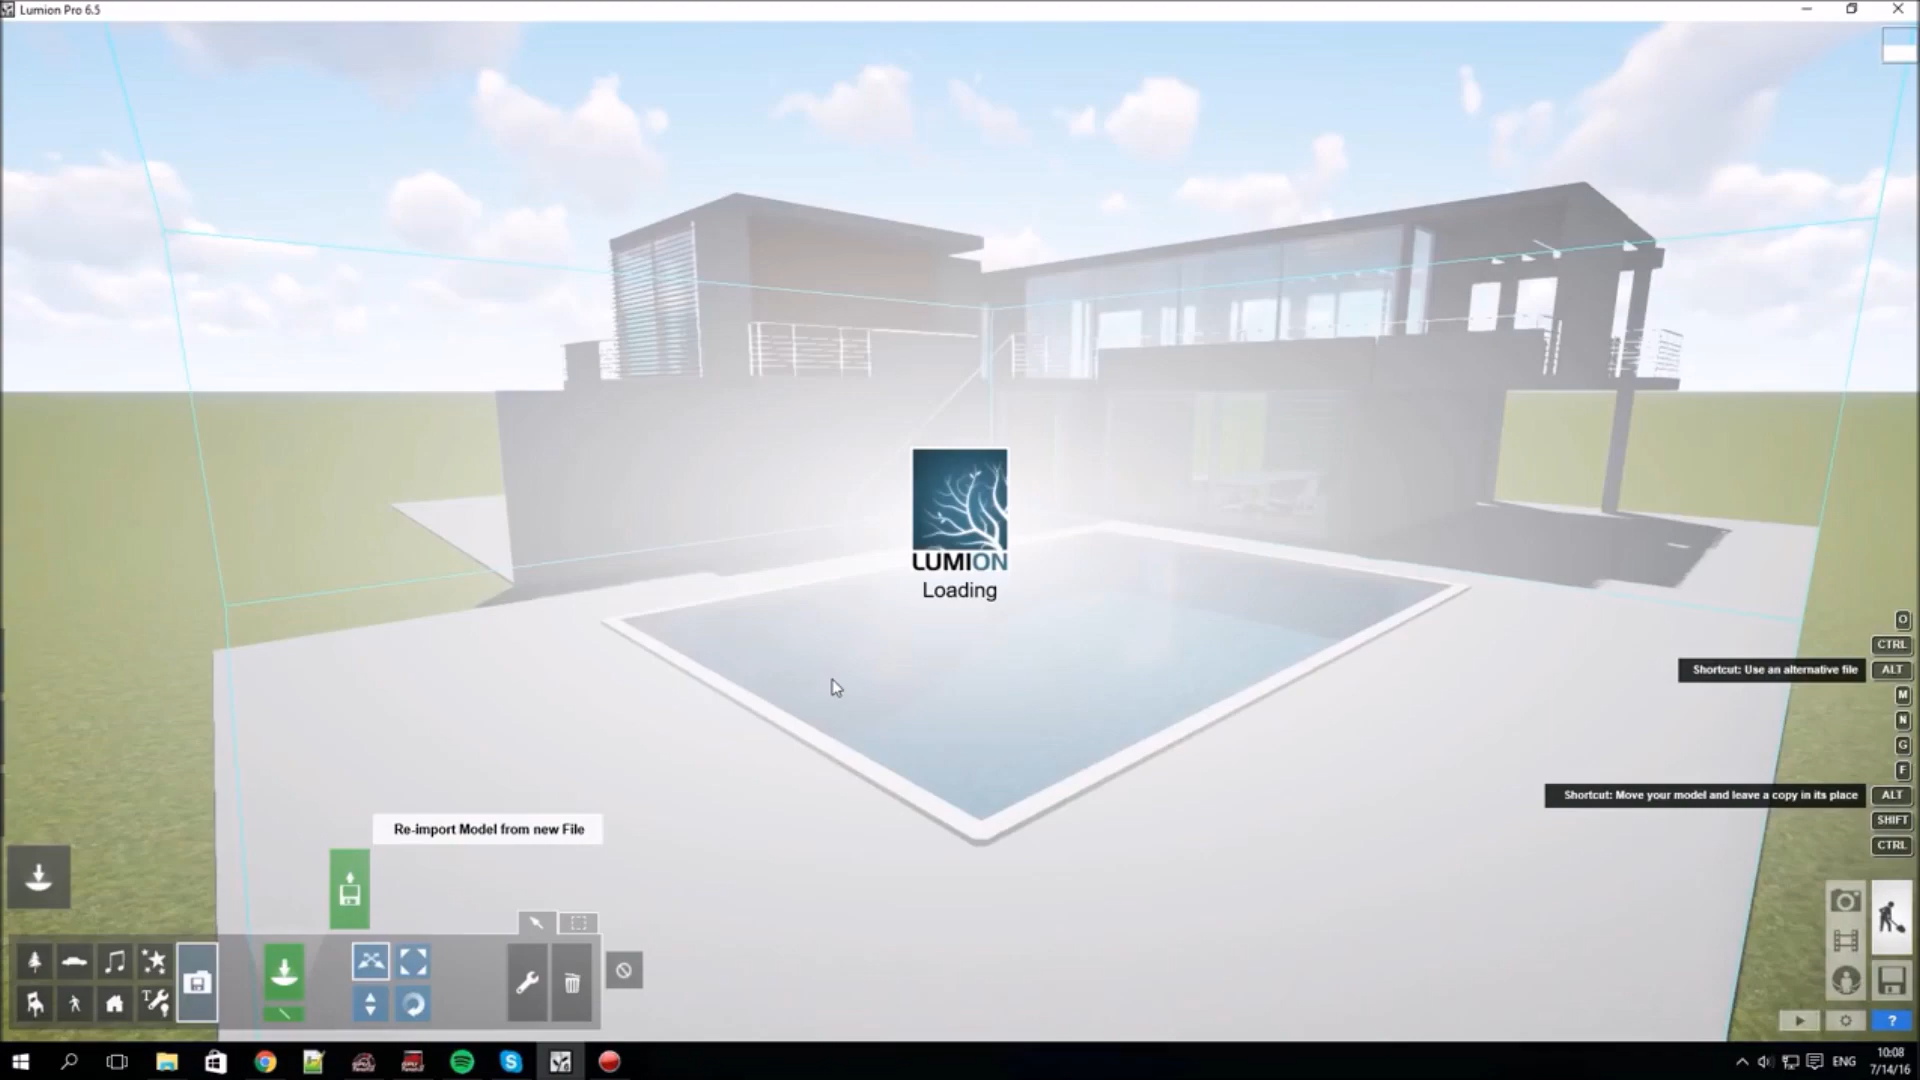 Lumion Pro 6.5
LUMION
Loading
O
CTRL
Shortcut: Use an alternative file
ALT
M
N
G
F
Shortcut: Move your model and leave a copy in its place
ALT
SHIFT
CTRL
Re-import Model from new File
T
?
ENG
10:08
7/14/16